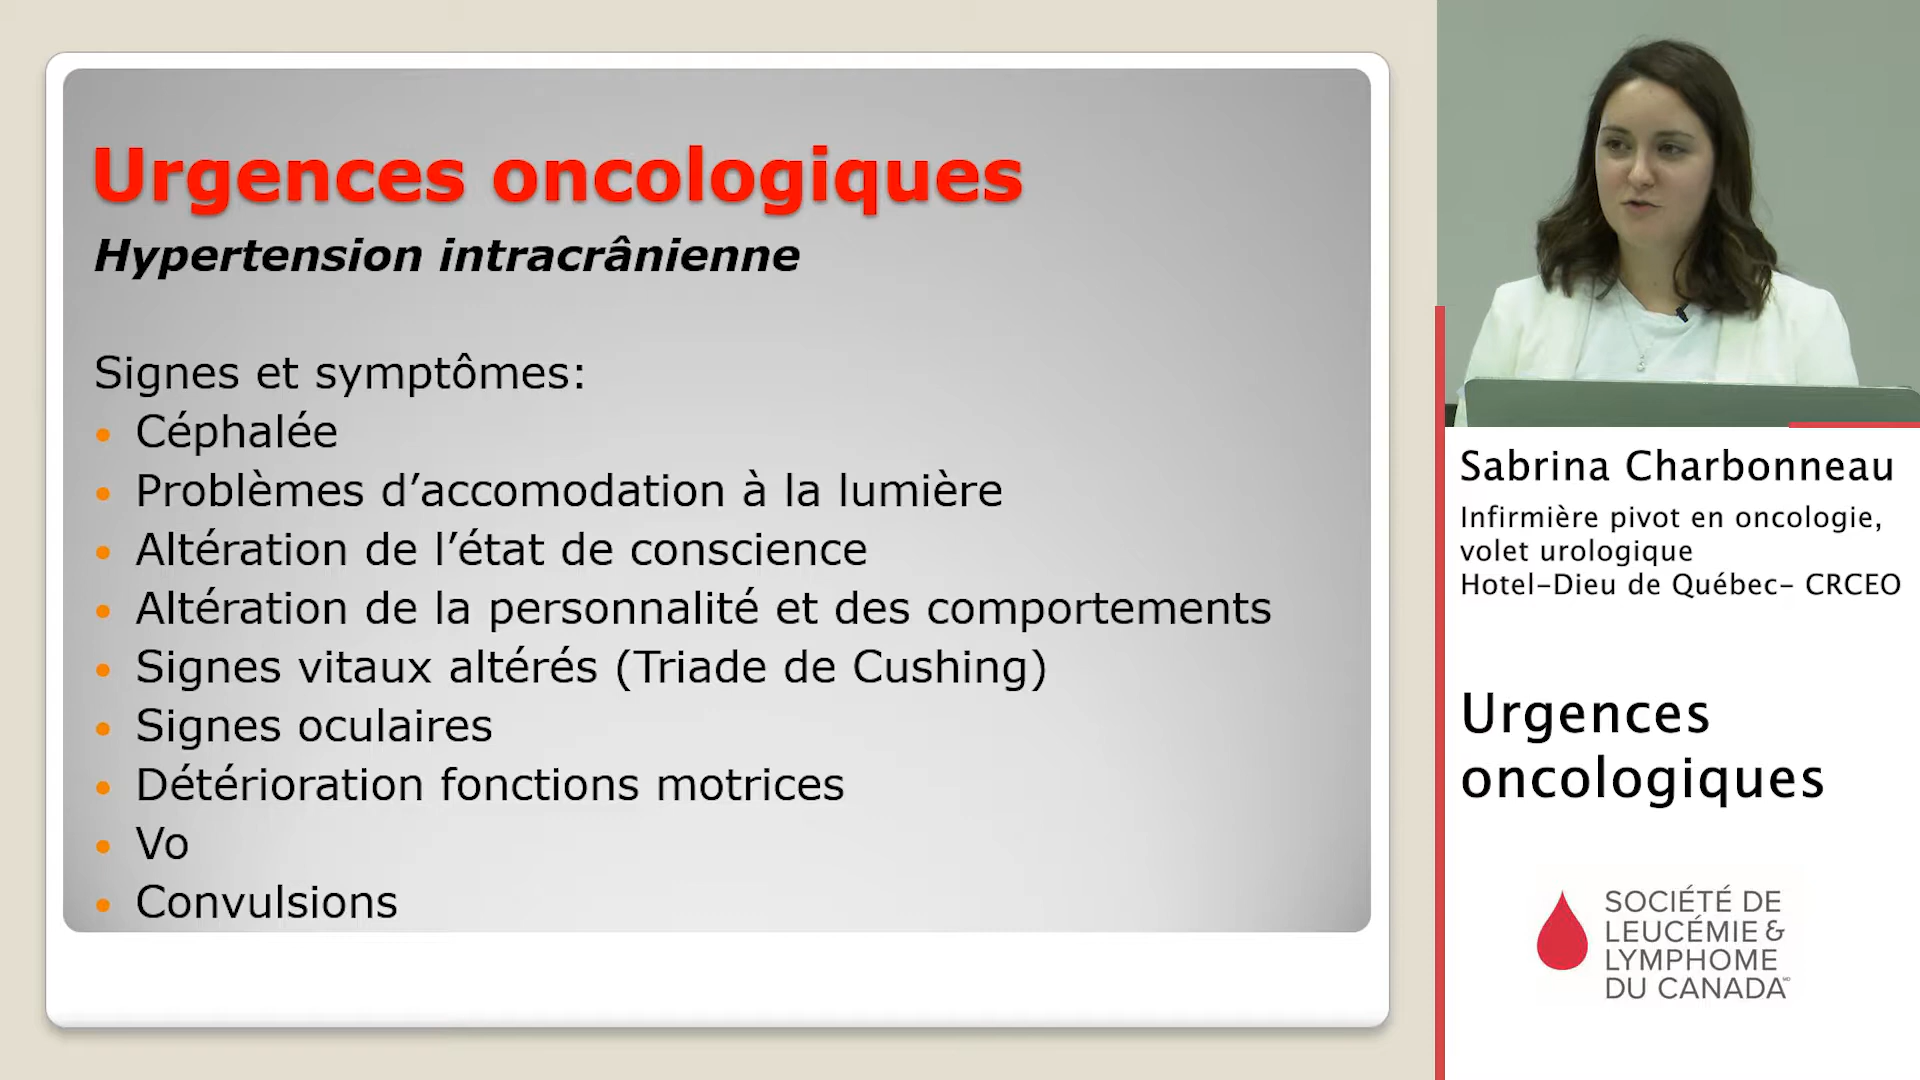 Urgences oncologiques
Hypertension intracrânienne
Signes et symptômes:
• Céphalée
• Problèmes d’accomodation à la lumière
• Altération de l’état de conscience
• Altération de la personnalité et des comportements
• Signes vitaux altérés (Triade de Cushing)
• Signes oculaires
• Détérioration fonctions motrices
• Vo
• Convulsions
Sabrina Charbonneau
Infirmière pivot en oncologie,
volet urologique
Hotel-Dieu de Québec- CRCEO
Urgences
oncologiques
SOCIÉTÉ DE
LEUCÉMIE &
LYMPHOME
DU CANADA